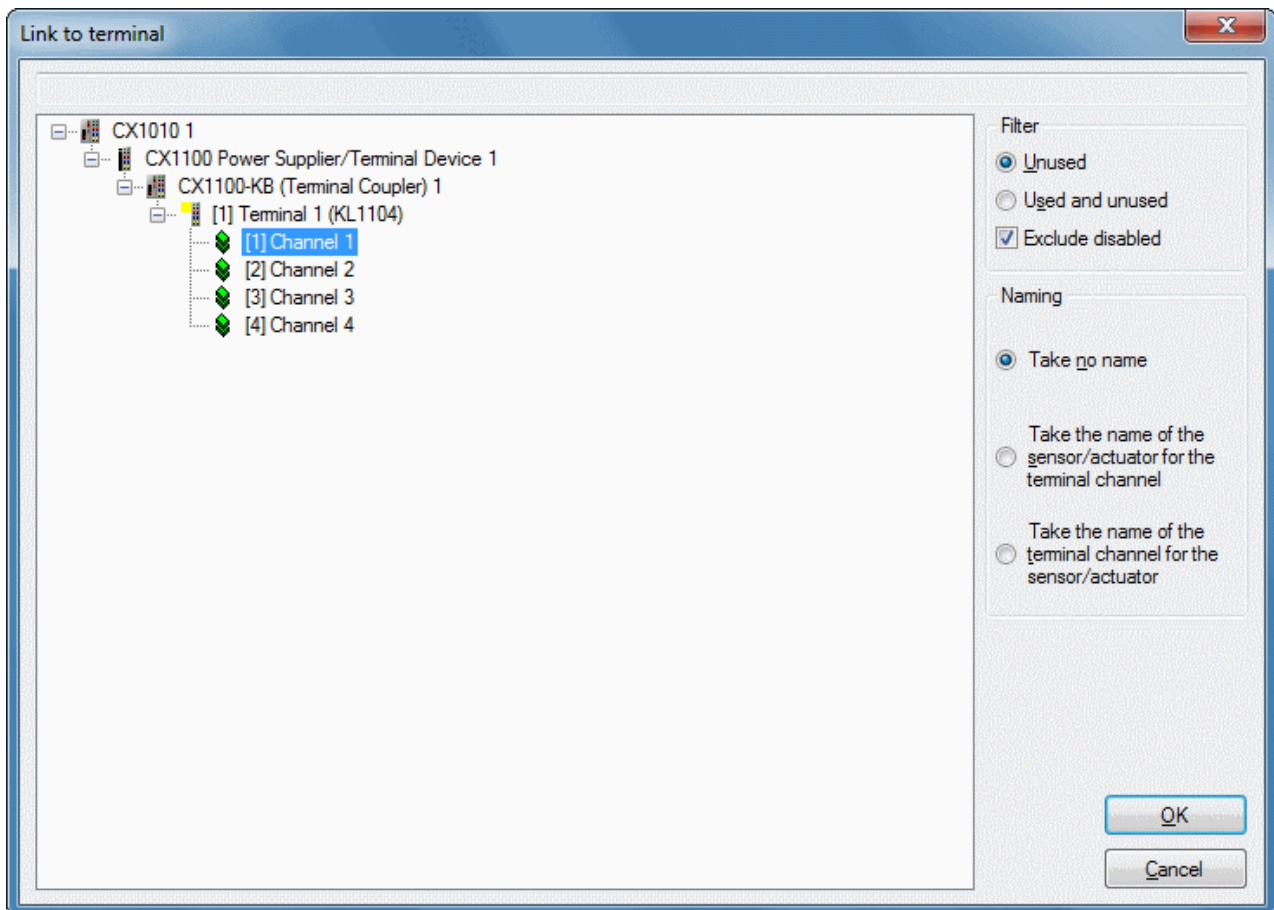 Link to terminal
CX1010 1
CX1100 Power Supplier/Terminal Device 1
CX1100-KB (Terminal Coupler) 1
[1] Terminal 1 (KL1104)
[1] Channel 1
[2] Channel 2
[3] Channel 3
[4] Channel 4
Filter
Unused
Used and unused
Exclude disabled
Naming
Take no name
Take the name of the
sensor/actuator for the
terminal channel
Take the name of the
terminal channel for the
sensor/actuator
OK
Cancel